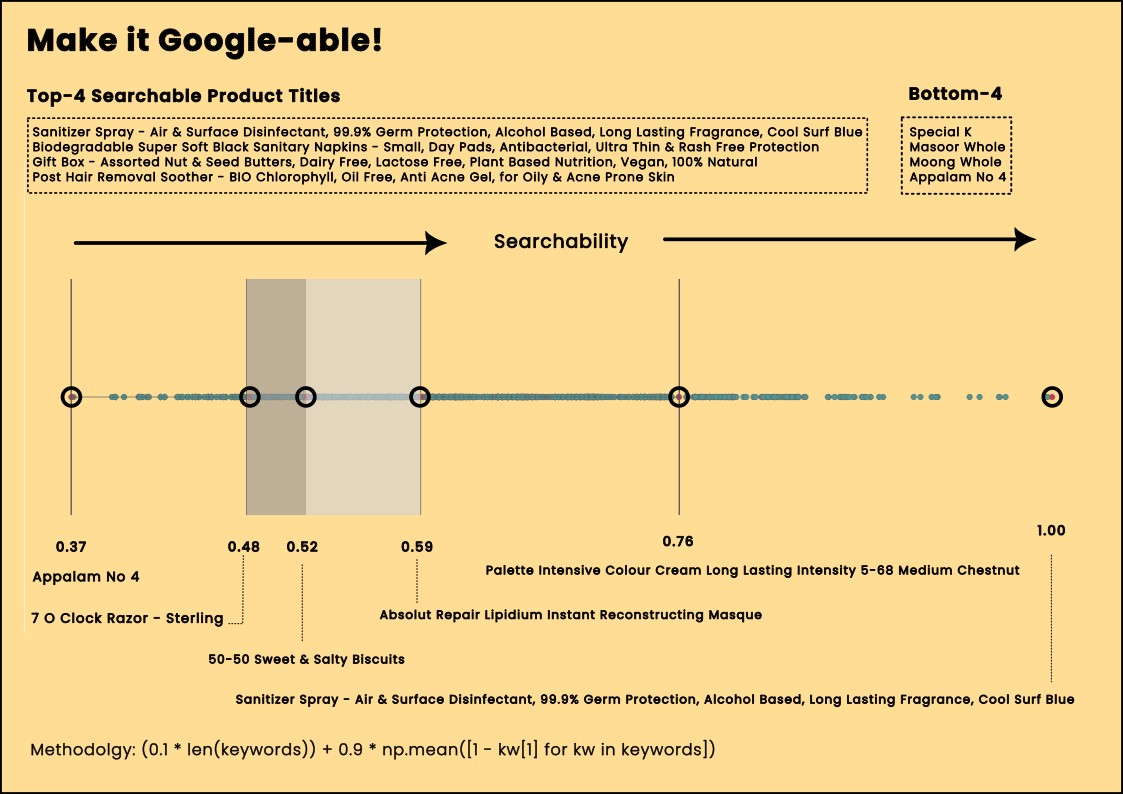 Make it Google-able!
Top-4 Searchable Product Titles
Bottom-4
Sanitizer Spray - Air & Surface Disinfectant, 99.9% Germ Protection, Alcohol Based, Long Lasting Fragrance, Cool Surf Blue
Biodegradable Super Soft Black Sanitary Napkins - Small, Day Pads, Antibacterial, Ultra Thin & Rash Free Protection
Gift Box - Assorted Nut & Seed Butters, Dairy Free, Lactose Free, Plant Based Nutrition, Vegan, 100% Natural
Post Hair Removal Soother - BIO Chlorophyll, Oil Free, Anti Acne Gel, for Oily & Acne Prone Skin
Special K
Masoor Whole
Moong Whole
Appalam No 4
Searchability
0.37
0.48
0.52
0.59
0.76
1.00
Appalam No 4
Palette Intensive Colour Cream Long Lasting Intensity 5-68 Medium Chestnut
7 O Clock Razor - Sterling
Absolut Repair Lipidium Instant Reconstructing Masque
50-50 Sweet & Salty Biscuits
Sanitizer Spray - Air & Surface Disinfectant, 99.9% Germ Protection, Alcohol Based, Long Lasting Fragrance, Cool Surf Blue
Methodolgy: (0.1 * len(keywords)) + 0.9 * np.mean([1 - kw[1] for kw in keywords])